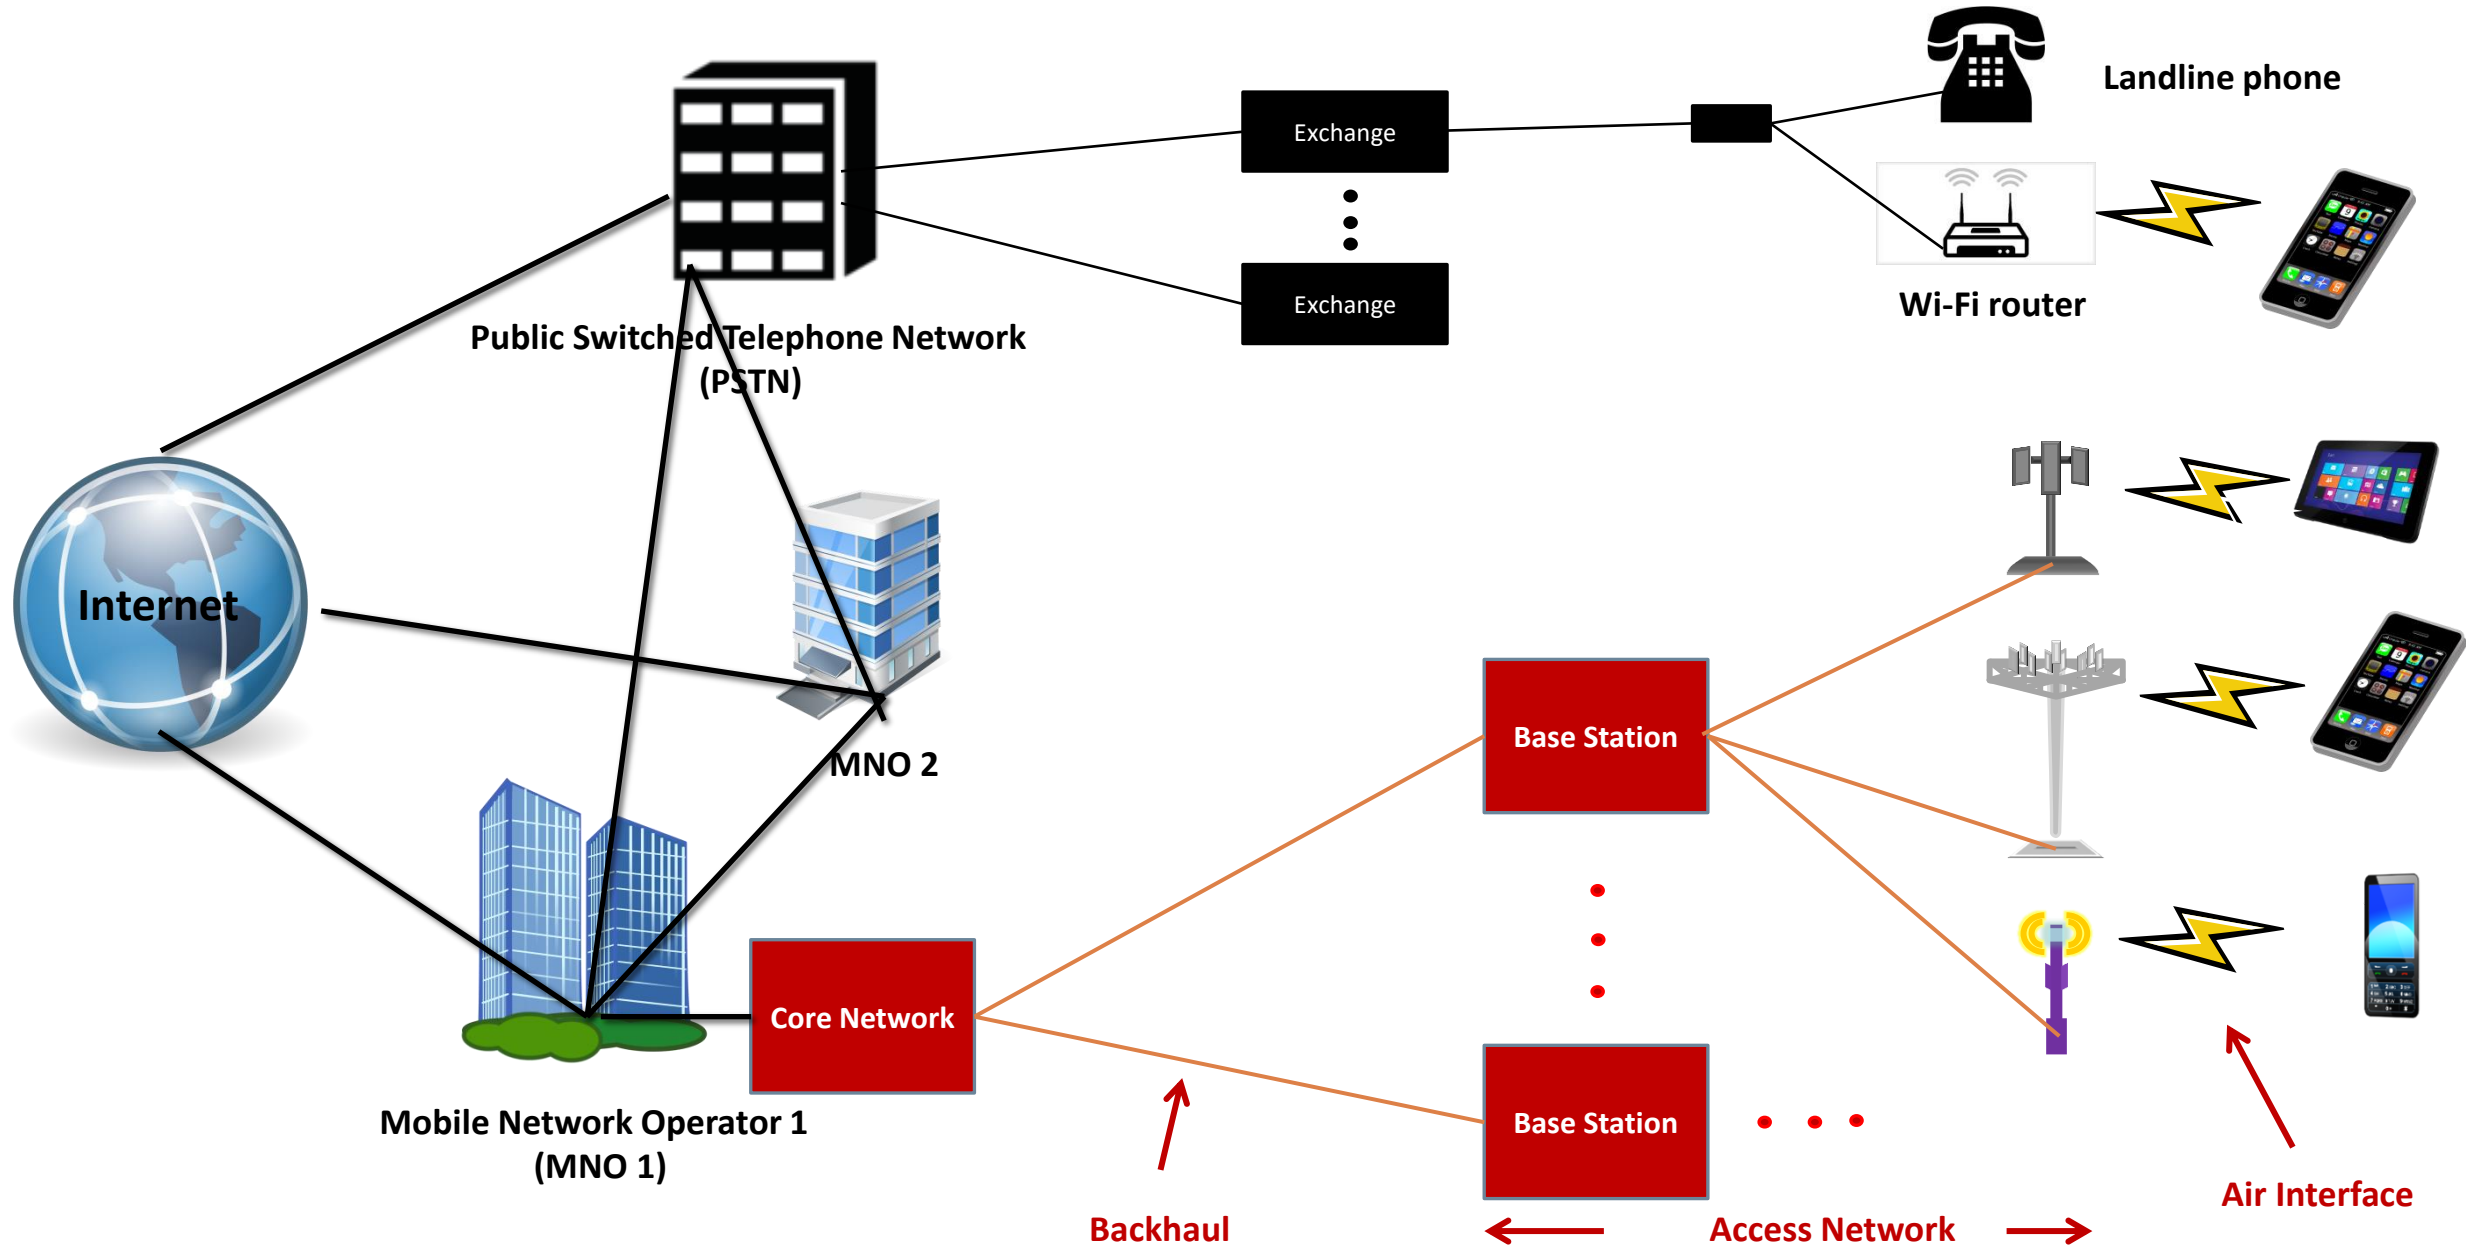 Landline phone
Exchange
Exchange
Wi-Fi router
Public Switched Telephone Network
(PSTN)
Internet
MNO 2
Base Station
Core Network
Mobile Network Operator 1
(MNO 1)
Base Station
Backhaul
Access Network
Air Interface